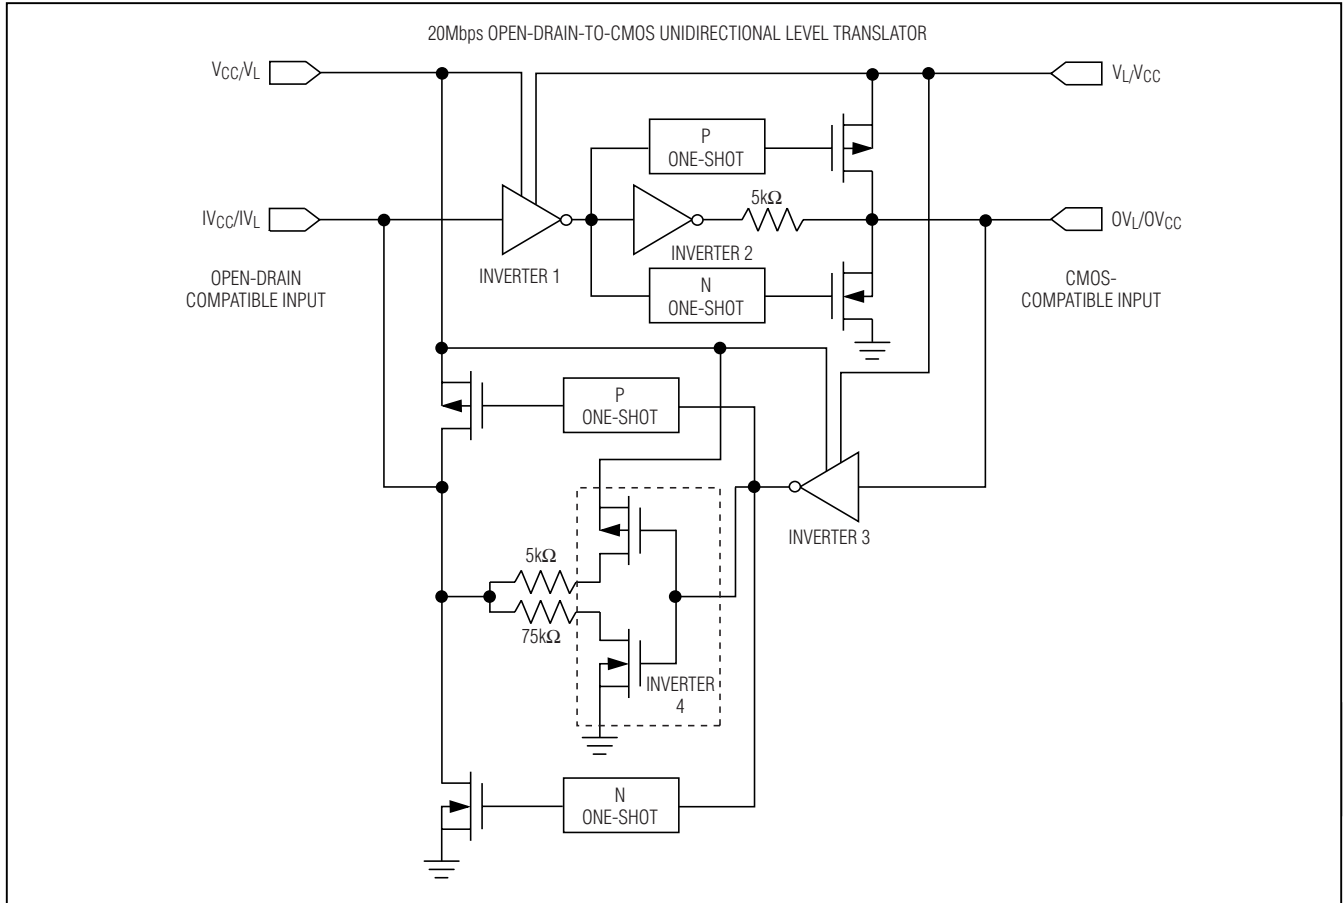 20Mbps OPEN-DRAIN-TO-CMOS UNIDIRECTIONAL LEVEL TRANSLATOR
VCC/VL
VL/VCC
P
ONE-SHOT
5kΩ
IVCC/IVL
OVL/OVCC
INVERTER 1
INVERTER 2
OPEN-DRAIN
COMPATIBLE INPUT
N
ONE-SHOT
CMOS-
COMPATIBLE INPUT
P
ONE-SHOT
INVERTER 3
5kΩ
75kΩ
INVERTER
4
N
ONE-SHOT